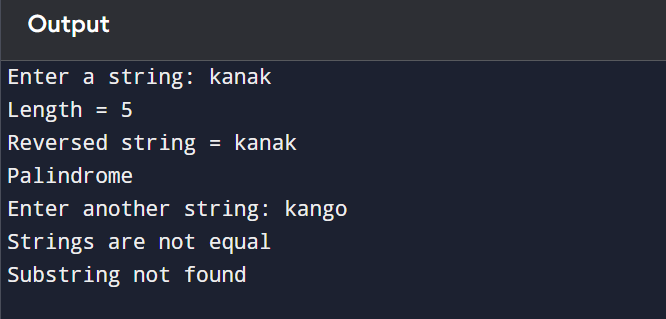 Output
Enter a string: kanak
Length = 5
Reversed string = kanak
Palindrome
Enter another string: kango
Strings are not equal
Substring not found